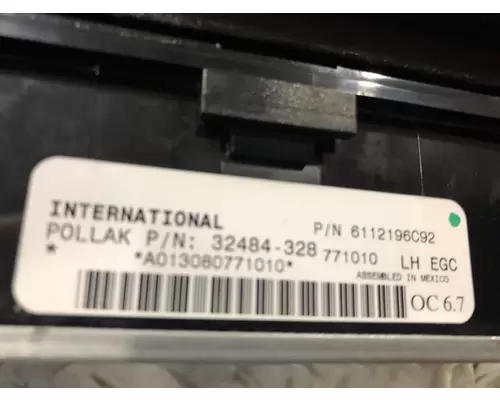 INTERNATIONAL P/N 6112196C92
POLLAK P/N: 32484-328 771010 LH EGC
* *A013080771010* ASSEMBLED IN MEXICO
OC 6.7